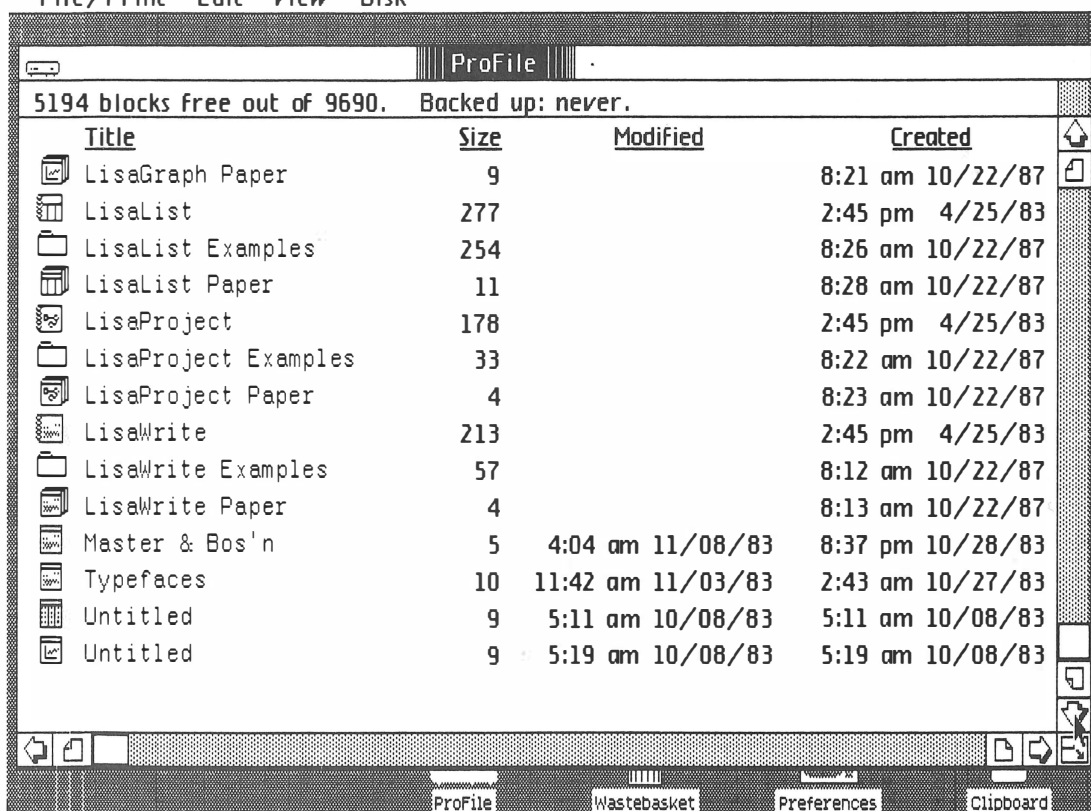 File/Print Edit View Disk
ProFile
5194 blocks free out of 9690. Backed up: never.
Title Size Modified Created
LisaGraph Paper 9 8:21 am 10/22/87
LisaList 277 2:45 pm 4/25/83
LisaList Examples 254 8:26 am 10/22/87
LisaList Paper 11 8:28 am 10/22/87
LisaProject 178 2:45 pm 4/25/83
LisaProject Examples 33 8:22 am 10/22/87
LisaProject Paper 4 8:23 am 10/22/87
LisaWrite 213 2:45 pm 4/25/83
LisaWrite Examples 57 8:12 am 10/22/87
LisaWrite Paper 4 8:13 am 10/22/87
Master & Bos'n 5 4:04 am 11/08/83 8:37 pm 10/28/83
Typefaces 10 11:42 am 11/03/83 2:43 am 10/27/83
Untitled 9 5:11 am 10/08/83 5:11 am 10/08/83
Untitled 9 5:19 am 10/08/83 5:19 am 10/08/83
ProFile Wastebasket Preferences Clipboard